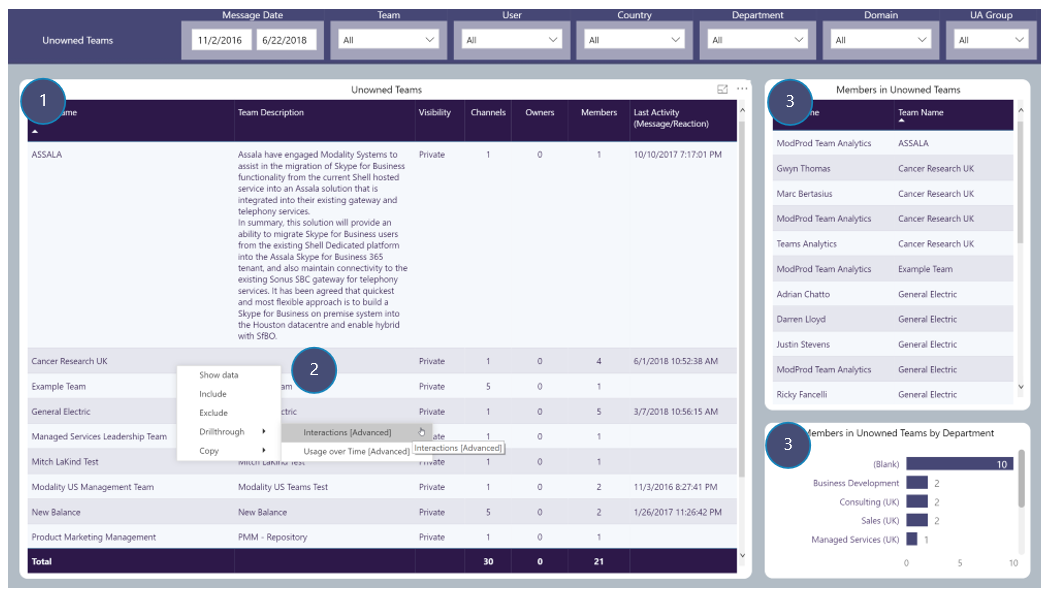 Message Date Team User Country Department Domain UA Group
Unowned Teams 11/2/2016 6/22/2018 All All All All All All
1
Unowned Teams
ame Team Description Visibility Channels Owners Members Last Activity
(Message/Reaction)
ASSALA Assala have engaged Modality Systems to Private 1 0 1 10/10/2017 7:17:01 PM
assist in the migration of Skype for Business
functionality from the current Shell hosted
service into an Assala solution that is
integrated into their existing gateway and
telephony services.
In summary, this solution will provide an
ability to migrate Skype for Business users
from the existing Shell Dedicated platform
into the Assala Skype for Business 365
tenant, and also maintain connectivity to the
existing Sonus SBC gateway for telephony
services. It has been agreed that quickest
and most flexible approach is to build a
Skype for Business on premise system into
the Houston datacentre and enable hybrid
with SfBO.
Cancer Research UK Private 1 0 4 6/1/2018 10:52:38 AM
2
Example Team am Private 5 0 1
General Electric ctric Private 1 0 5 3/7/2018 10:56:15 AM
Managed Services Leadership Team ate 1 0 1
Mitch LaKind Test Mitch LaKind Test Private 1 0 1
Modality US Management Team Modality US Teams Test Private 1 0 2 11/3/2016 8:27:41 PM
New Balance New Balance Private 5 0 2 1/26/2017 11:26:42 PM
Product Marketing Management PMM - Repository Private 1 0 1
Total 30 0 21
Show data
Include
Exclude
Drillthrough
Copy
Interactions [Advanced]
Usage over Time [Advanced]
Interactions [Advanced]
3
Members in Unowned Teams
me Team Name
ModProd Team Analytics ASSALA
Gwyn Thomas Cancer Research UK
Marc Bertasius Cancer Research UK
ModProd Team Analytics Cancer Research UK
Teams Analytics Cancer Research UK
ModProd Team Analytics Example Team
Adrian Chatto General Electric
Darren Lloyd General Electric
Justin Stevens General Electric
ModProd Team Analytics General Electric
Ricky Fancelli General Electric
3
Members in Unowned Teams by Department
(Blank) 10
Business Development 2
Consulting (UK) 2
Sales (UK) 2
Managed Services (UK) 1
0 5 10